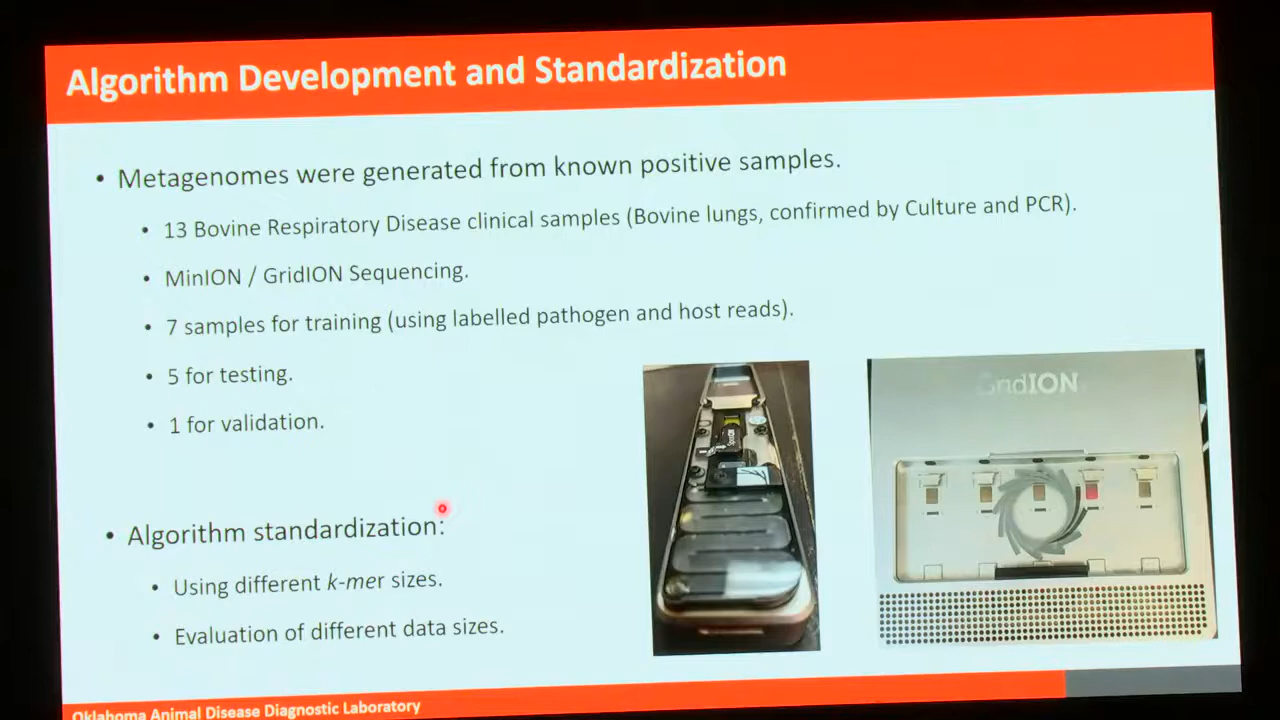 Algorithm Development and Standardization
• Metagenomes were generated from known positive samples.
• 13 Bovine Respiratory Disease clinical samples (Bovine lungs, confirmed by Culture and PCR).
• MinION / GridION Sequencing.
• 7 samples for training (using labelled pathogen and host reads).
• 5 for testing.
• 1 for validation.
GridION
• Algorithm standardization:
• Using different k-mer sizes.
• Evaluation of different data sizes.
Oklahoma Animal Disease Diagnostic Laboratory